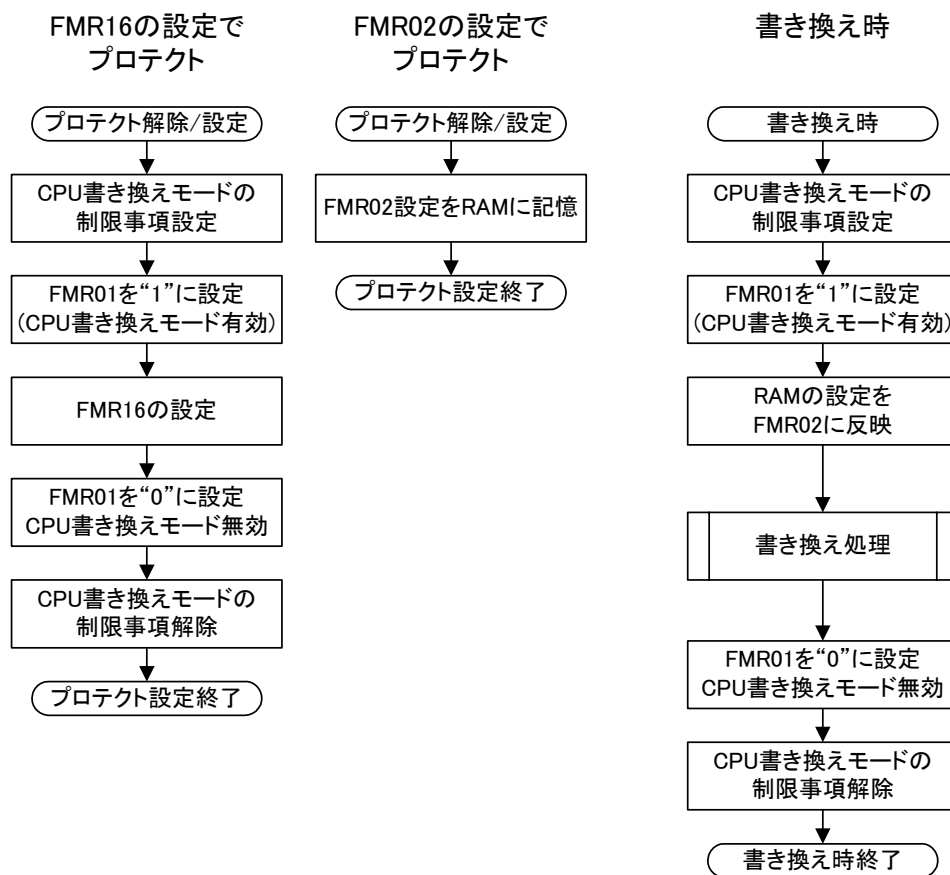 FMR16の設定で
プロテクト
プロテクト解除/設定
CPU書き換えモードの
制限事項設定
FMR01を“1”に設定
(CPU書き換えモード有効)
FMR16の設定
FMR01を“0”に設定
CPU書き換えモード無効
CPU書き換えモードの
制限事項解除
プロテクト設定終了
FMR02の設定で
プロテクト
プロテクト解除/設定
FMR02設定をRAMに記憶
プロテクト設定終了
書き換え時
書き換え時
CPU書き換えモードの
制限事項設定
FMR01を“1”に設定
(CPU書き換えモード有効)
RAMの設定を
FMR02に反映
書き換え処理
FMR01を“0”に設定
CPU書き換えモード無効
CPU書き換えモードの
制限事項解除
書き換え時終了